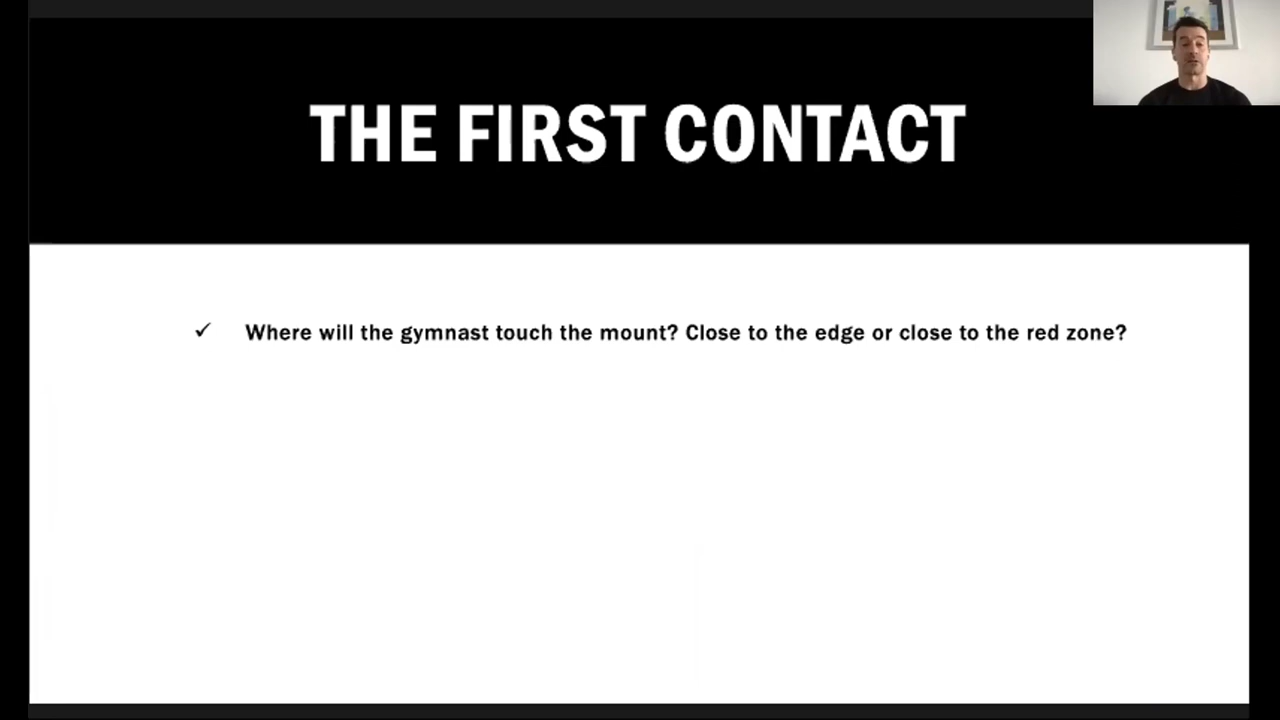 THE FIRST CONTACT
✓ Where will the gymnast touch the mount? Close to the edge or close to the red zone?